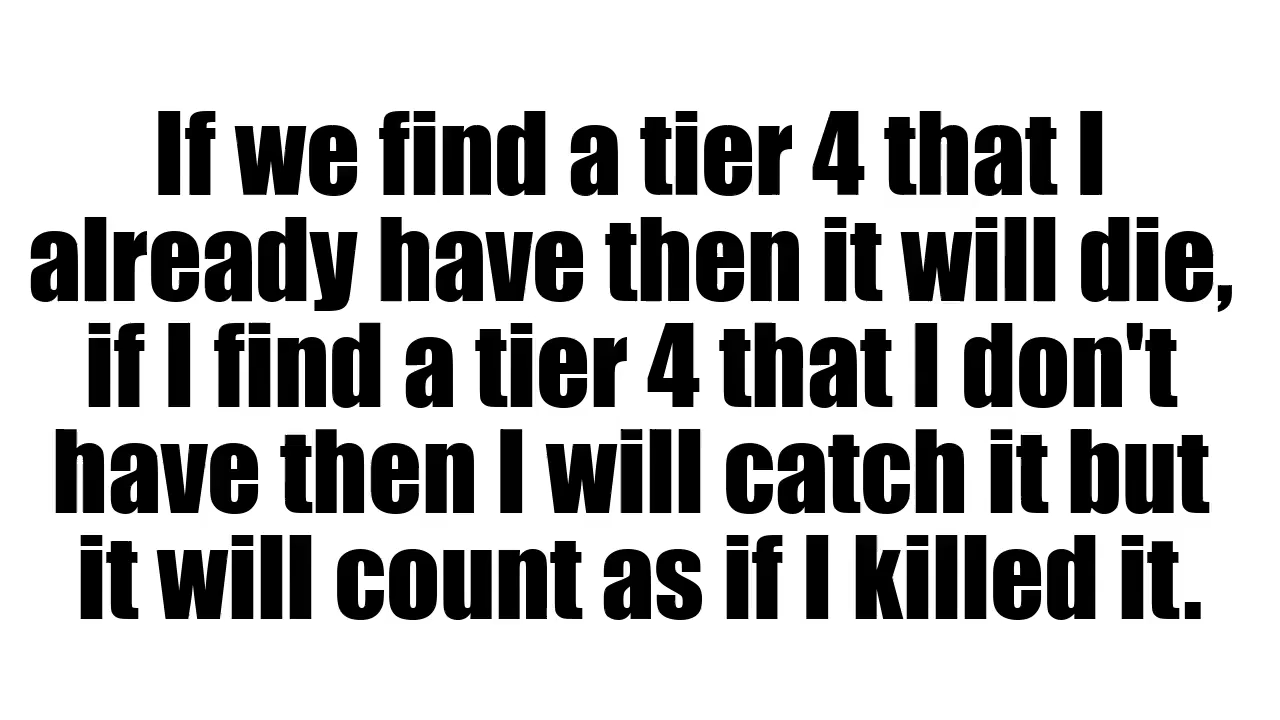 If we find a tier 4 that I
already have then it will die,
if I find a tier 4 that I don't
have then I will catch it but
it will count as if I killed it.